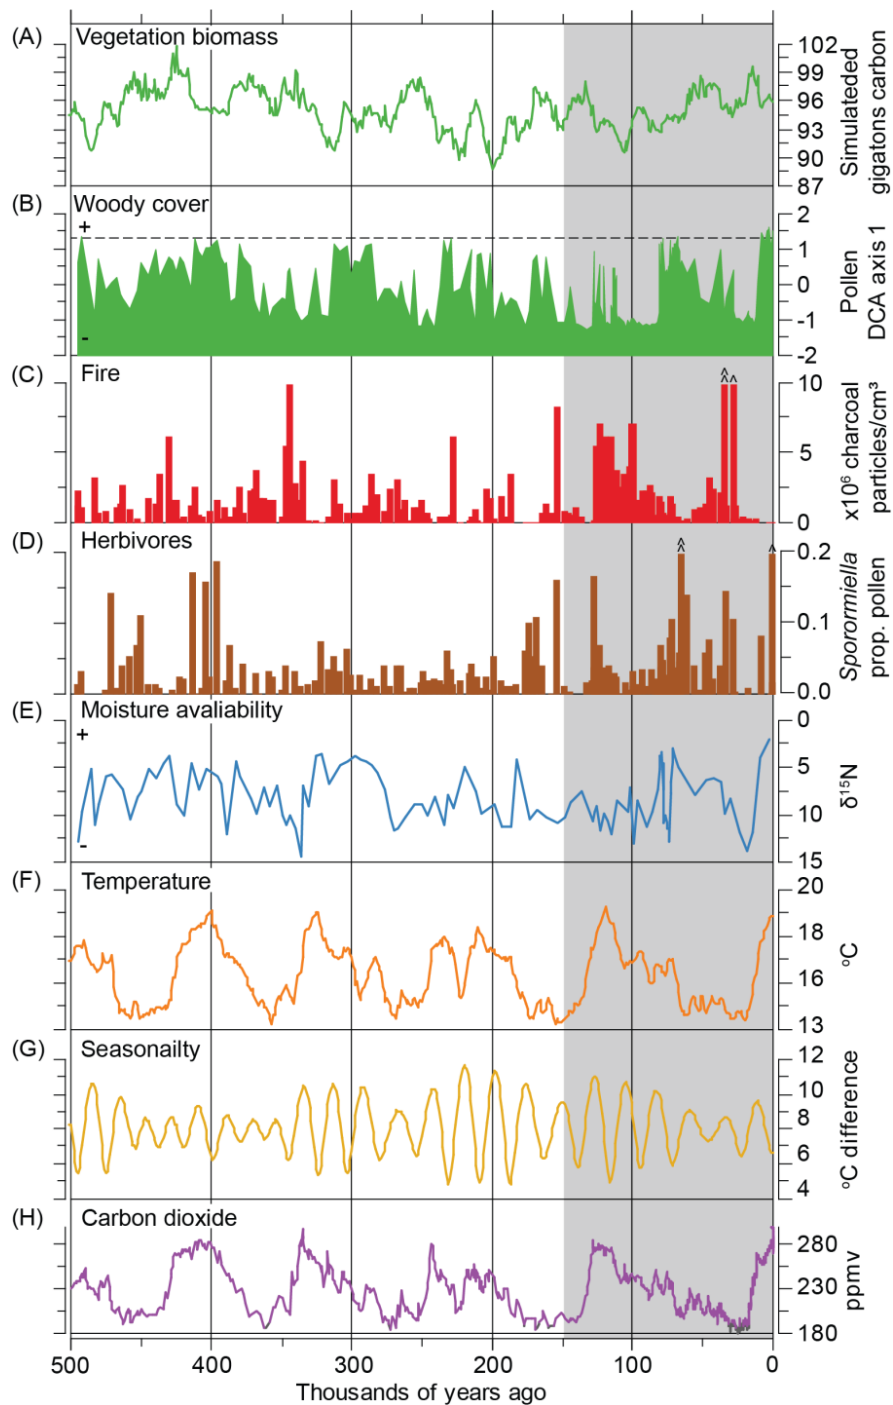 (A) Vegetation biomass
102
99
96
93
90
87
Simulateded
gigatons carbon
(B) Woody cover
+
-
2
1
0
-1
-2
Pollen
DCA axis 1
(C) Fire
^
^ ^
10
5
0
x10⁶ charcoal
particles/cm³
(D) Herbivores
^
^ ^
0.2
0.1
0.0
Sporormiella
prop. pollen
(E) Moisture avaliability
+
-
0
5
10
15
δ¹⁵N
(F) Temperature
20
18
16
13
ºC
(G) Seasonailty
12
10
8
6
4
ºC difference
(H) Carbon dioxide
280
230
180
ppmv
500 400 300 200 100 0
Thousands of years ago